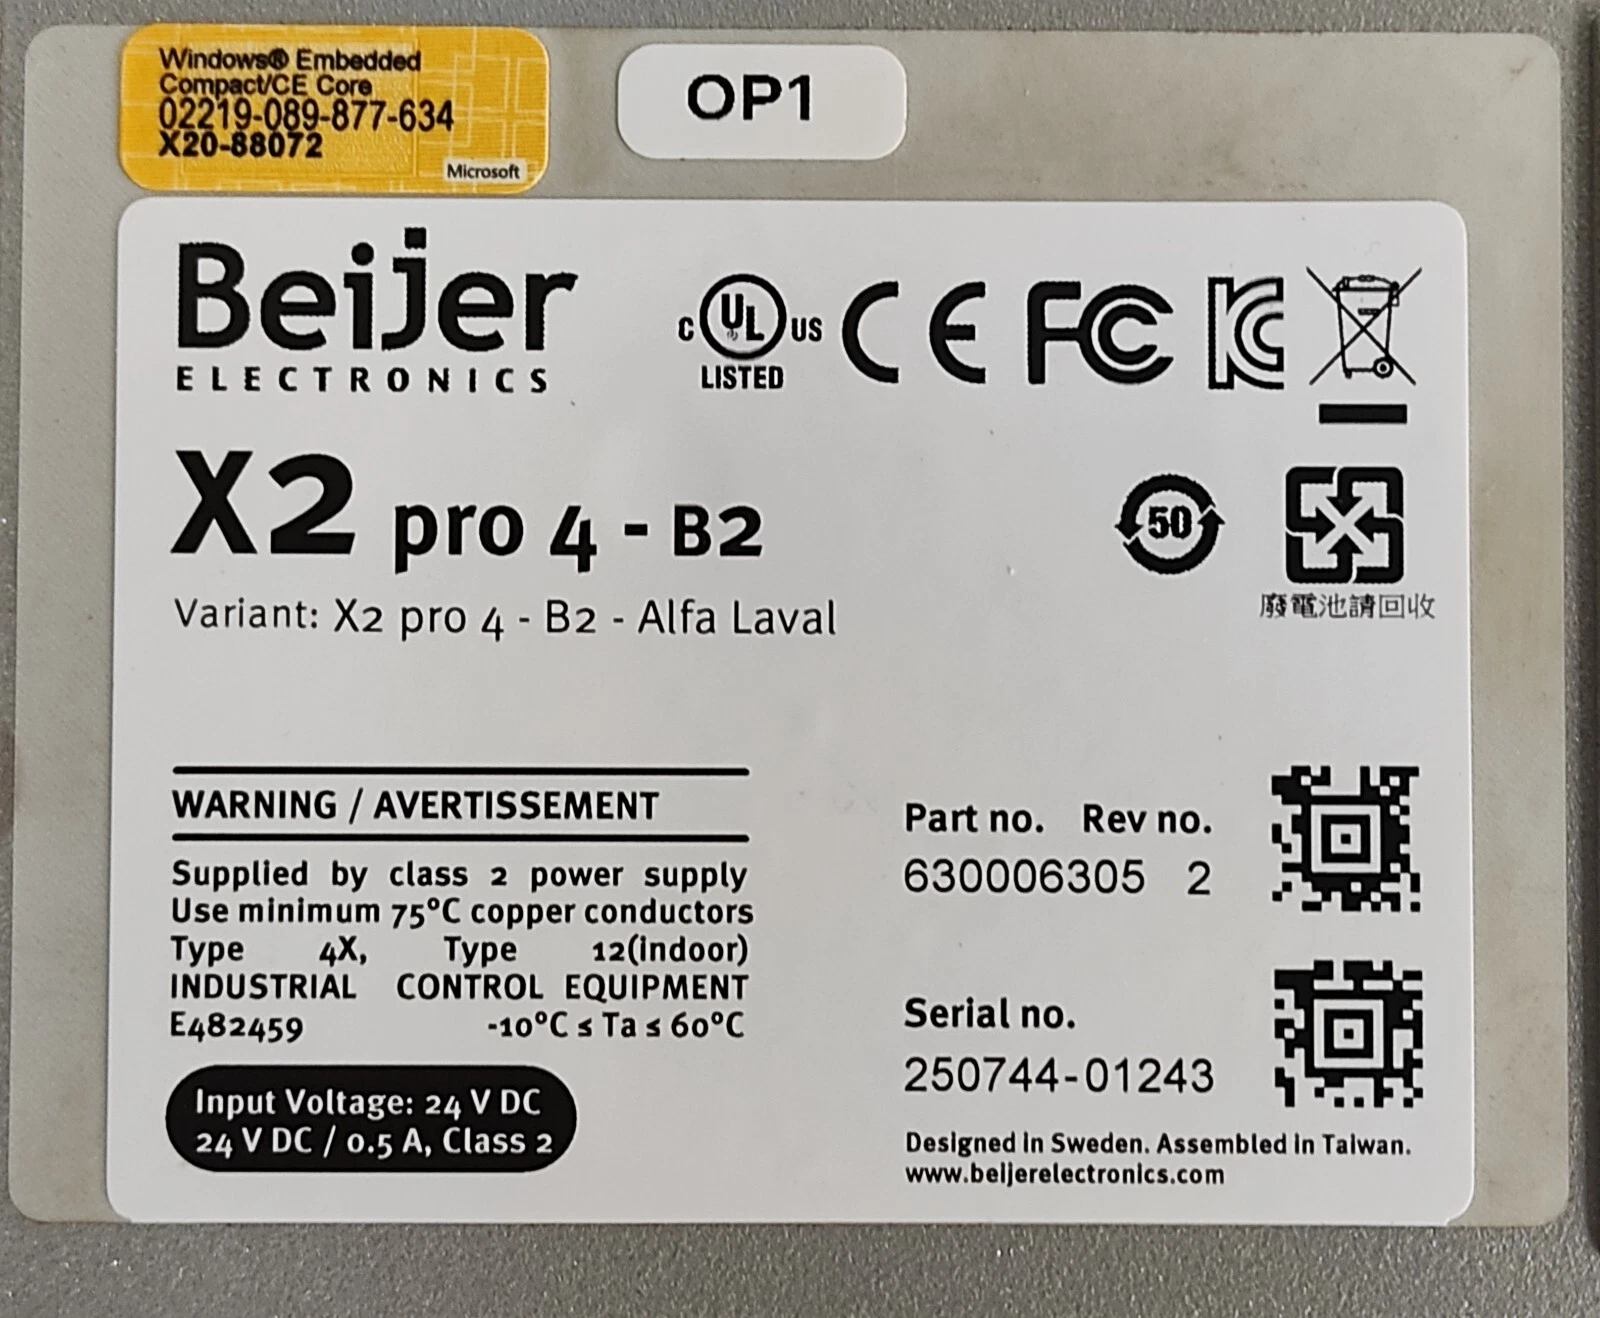 Windows® Embedded
Compact/CE Core
02219-089-877-634
X20-88072
Microsoft
OP1
Beijer
ELECTRONICS
C UL US
LISTED
CE
FC
KC
X2 pro 4 - B2
50
Variant: X2 pro 4 - B2 - Alfa Laval
廢電池請回收
WARNING / AVERTISSEMENT
Supplied by class 2 power supply
Use minimum 75°C copper conductors
Type 4X, Type 12(indoor)
INDUSTRIAL CONTROL EQUIPMENT
E482459 -10°C ≤ Ta ≤ 60°C
Input Voltage: 24 V DC
24 V DC / 0.5 A, Class 2
Part no. Rev no.
630006305 2
Serial no.
250744-01243
Designed in Sweden. Assembled in Taiwan.
www.beijerelectronics.com